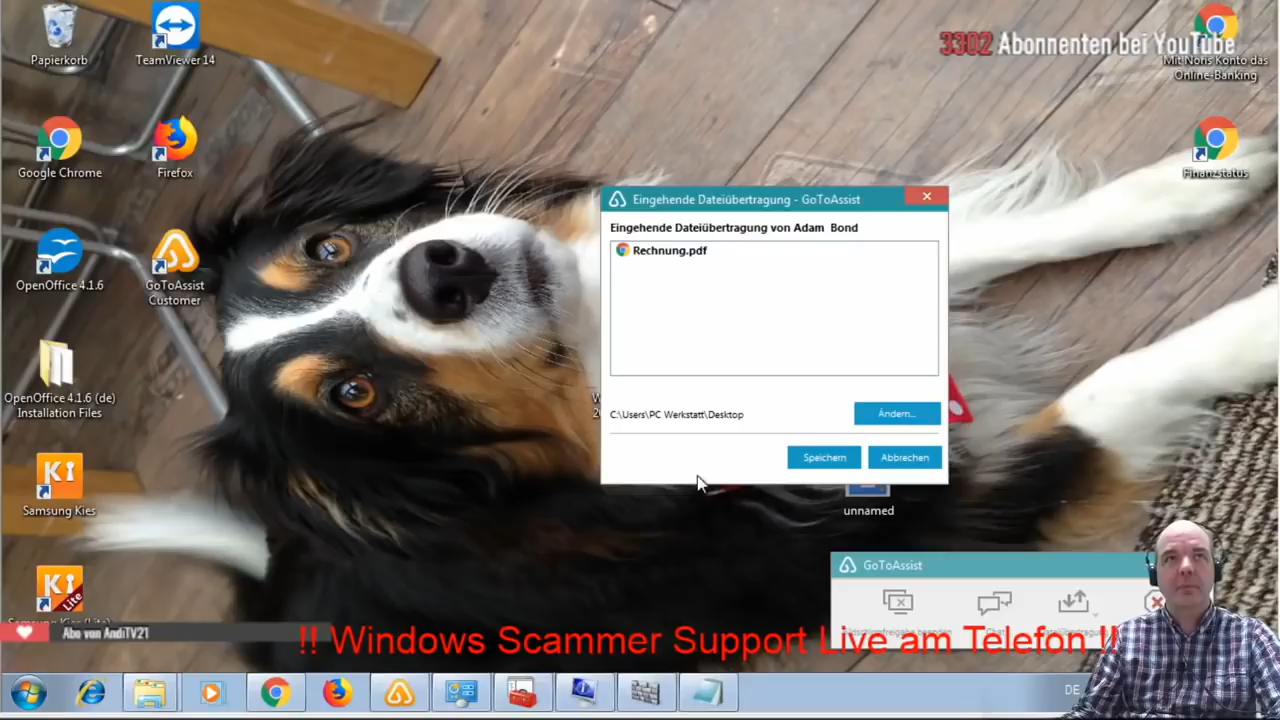 3302 Abonnenten bei YouTube
Papierkorb
TeamViewer 14
Mit Noris Konto das
Online-Banking
Google Chrome
Firefox
Finanzstatus
OpenOffice 4.1.6
GoToAssist
Customer
OpenOffice 4.1.6 (de)
Installation Files
Samsung Kies
Eingehende Dateiübertragung - GoToAssist
Eingehende Dateiübertragung von Adam Bond
Rechnung.pdf
C:\Users\PC Werkstatt\Desktop
Ändern...
Speichern
Abbrechen
unnamed
GoToAssist
Abo von AndiTV21
!! Windows Scammer Support Live am Telefon !!
DE